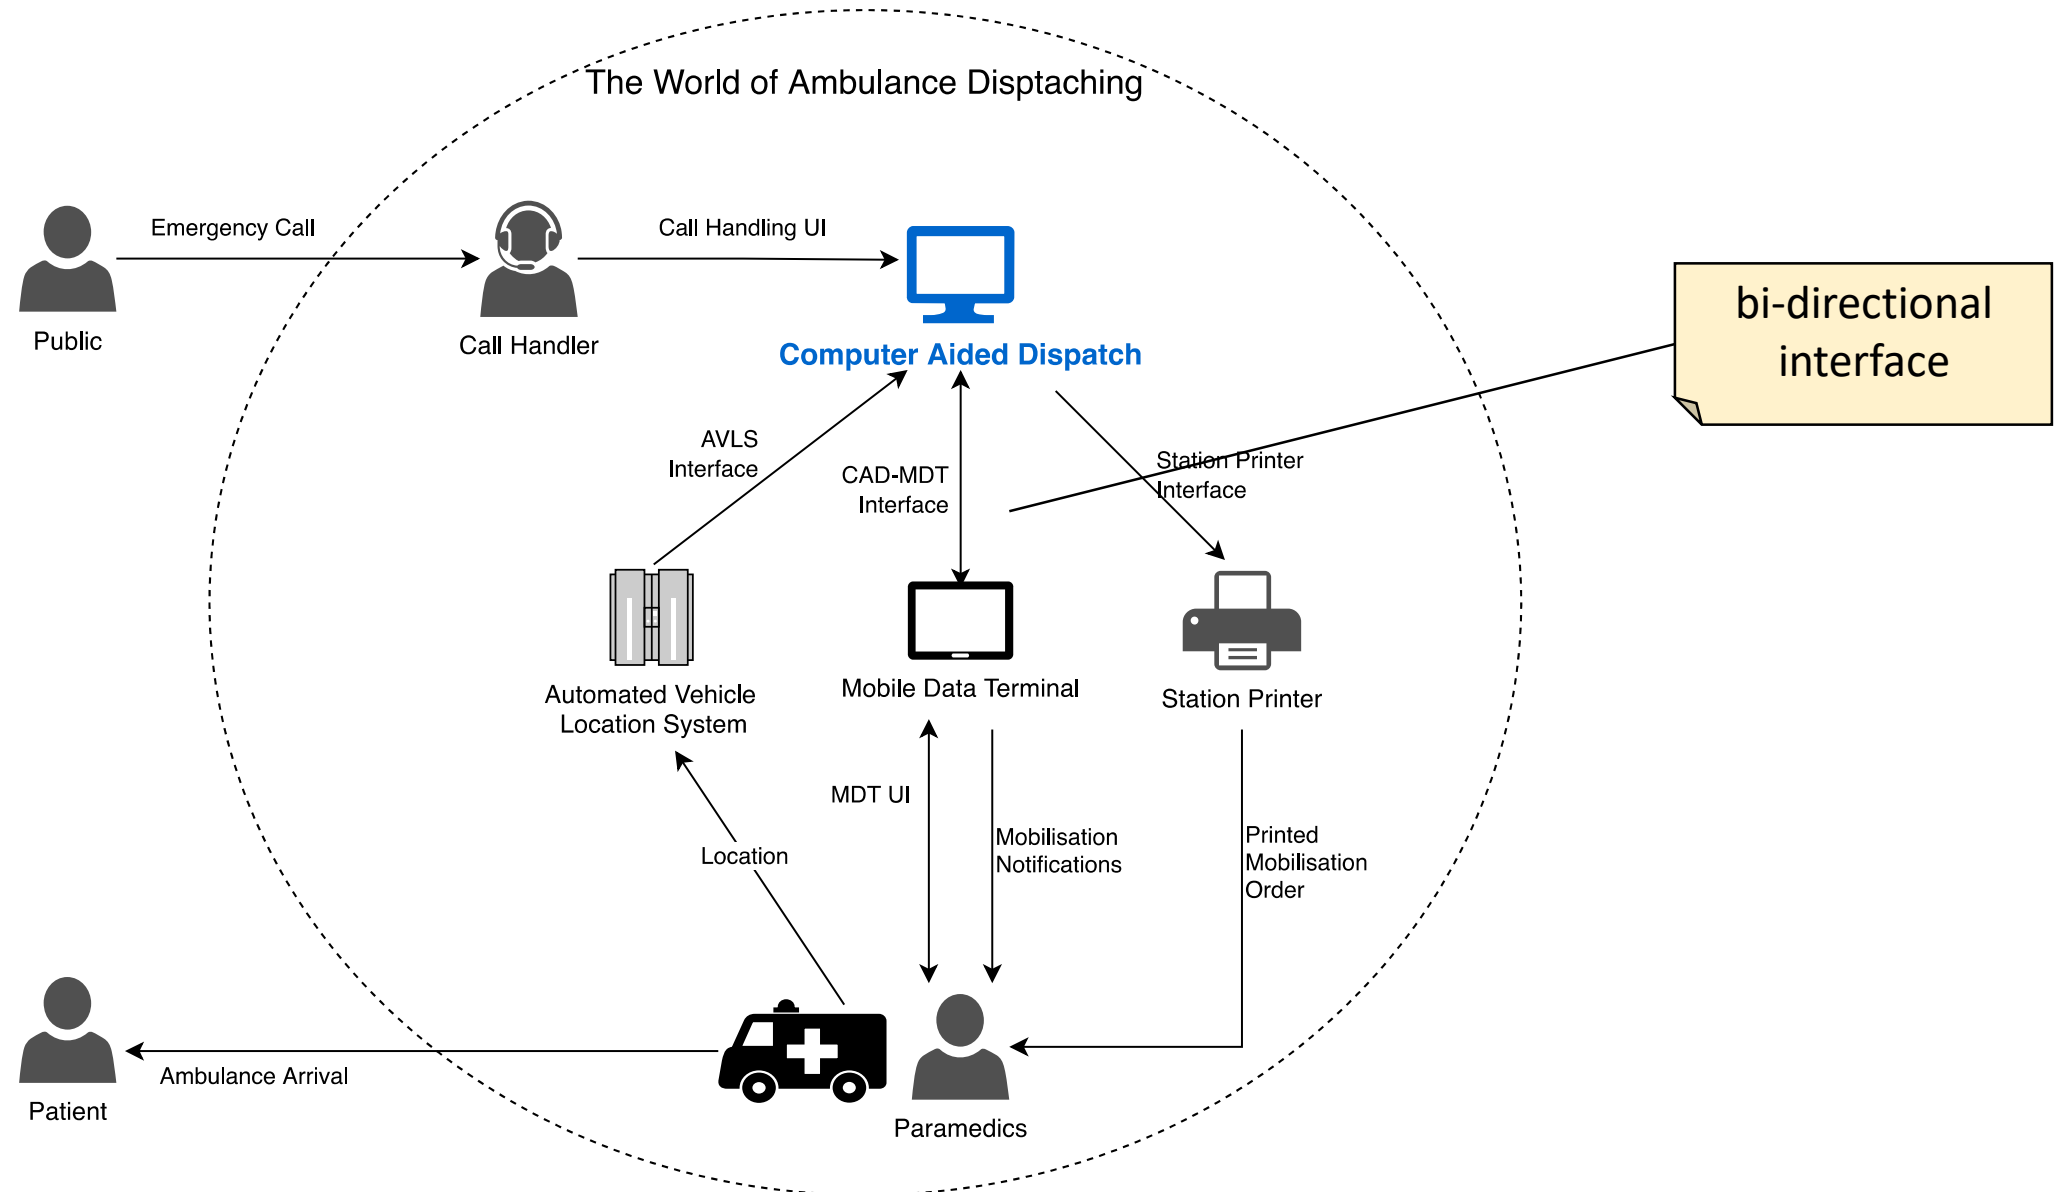 The World of Ambulance Disptaching
Emergency Call
Call Handling UI
Public
Call Handler
Computer Aided Dispatch
bi-directional
interface
AVLS
Interface
CAD-MDT
Interface
Station Printer
Interface
Automated Vehicle
Location System
Mobile Data Terminal
Station Printer
MDT UI
Location
Mobilisation
Notifications
Printed
Mobilisation
Order
Ambulance Arrival
Patient
Paramedics